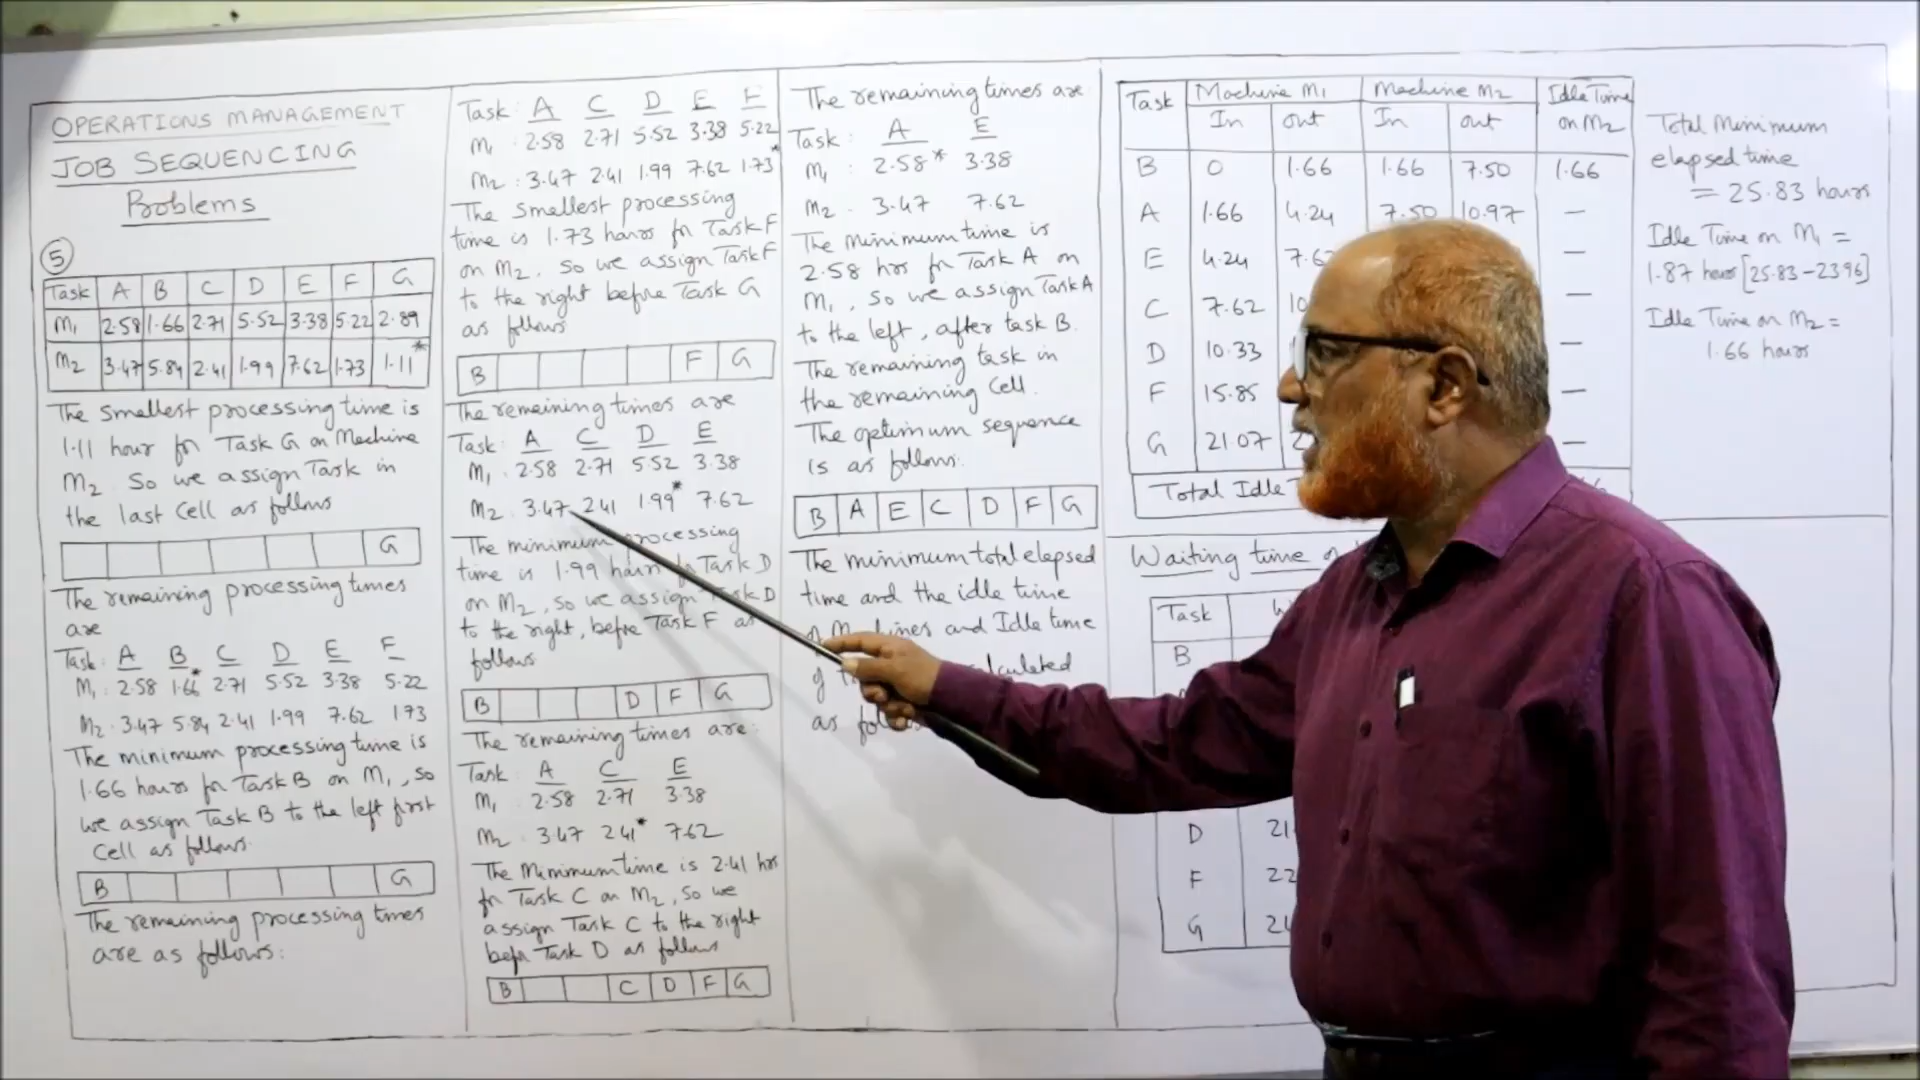 OPERATIONS MANAGEMENT
JOB SEQUENCING
Problems
5
Task A B C D E F G
M1 2.58 1.66 2.71 5.52 3.38 5.22 2.89
M2 3.47 5.84 2.41 1.99 7.62 1.73 1.11*
The smallest processing time is
1.11 hour for Task G on Machine
M2. So we assign Task in
the last Cell as follows
G
The remaining processing times
are
Task: A B C D E F
M1: 2.58 1.66* 2.71 5.52 3.38 5.22
M2: 3.47 5.84 2.41 1.99 7.62 1.73
The minimum processing time is
1.66 hours for Task B on M1, so
we assign Task B to the left first
Cell as follows.
B G
The remaining processing times
are as follows:
Task: A C D E F
M1: 2.58 2.71 5.52 3.38 5.22
M2: 3.47 2.41 1.99 7.62 1.73*
The smallest processing
time is 1.73 hours for Task F
on M2. So we assign Task F
to the right before Task G
as follows
B F G
The remaining times are
Task: A C D E
M1: 2.58 2.71 5.52 3.38
M2: 3.47 2.41 1.99* 7.62
The minimum processing
time is 1.99 hours for Task D
on M2, so we assign Task D
to the right, before Task F as
follows
B D F G
The remaining times are:
Task: A C E
M1: 2.58 2.71 3.38
M2: 3.47 2.41* 7.62
The Minimum time is 2.41 hrs
for Task C on M2, so we
assign Task C to the right
before Task D as follows
B C D F G
The remaining times are
Task: A E
M1: 2.58* 3.38
M2: 3.47 7.62
The minimum time is
2.58 hrs for Task A on
M1, so we assign Task A
to the left, after task B.
The remaining task in
the remaining Cell.
The optimum sequence
is as follows:
B A E C D F G
The minimum total elapsed
time and the idle time
and Idle time
as
Task Machine M1 Machine M2 Idle Time
In out In out on M2
B 0 1.66 1.66 7.50 1.66
A 1.66 4.24 7.50 10.97 —
E 4.24 —
C 7.62 —
D 10.33 —
F 15.85 —
G 21.07 —
Total
Total Minimum
elapsed time
= 25.83 hours
Idle Time on M1 =
1.87 hours [25.83-23.96]
Idle Time on M2 =
1.66 hours
Waiting time
Task
B
D
F
G